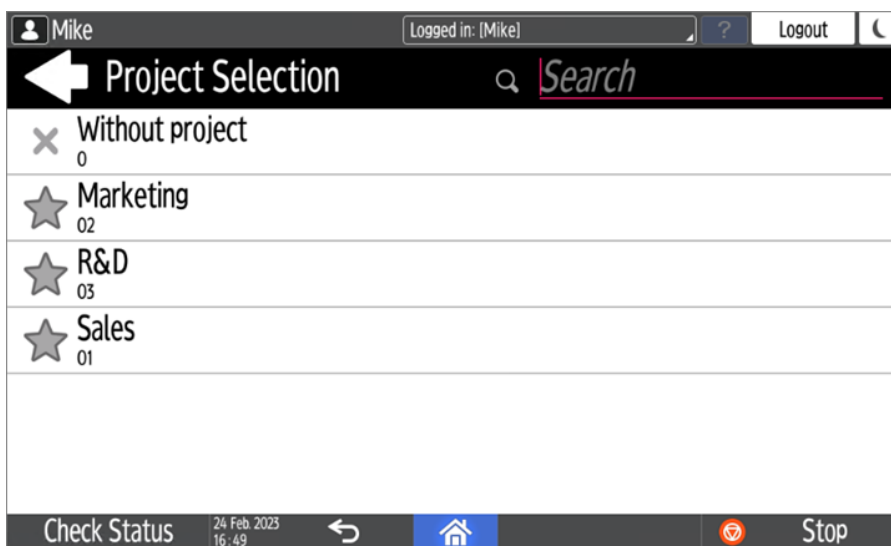 Mike
Logged in: [Mike]
?
Logout
Project Selection
Search
Without project
0
Marketing
02
R&D
03
Sales
01
Check Status
24 Feb. 2023
16:49
Stop